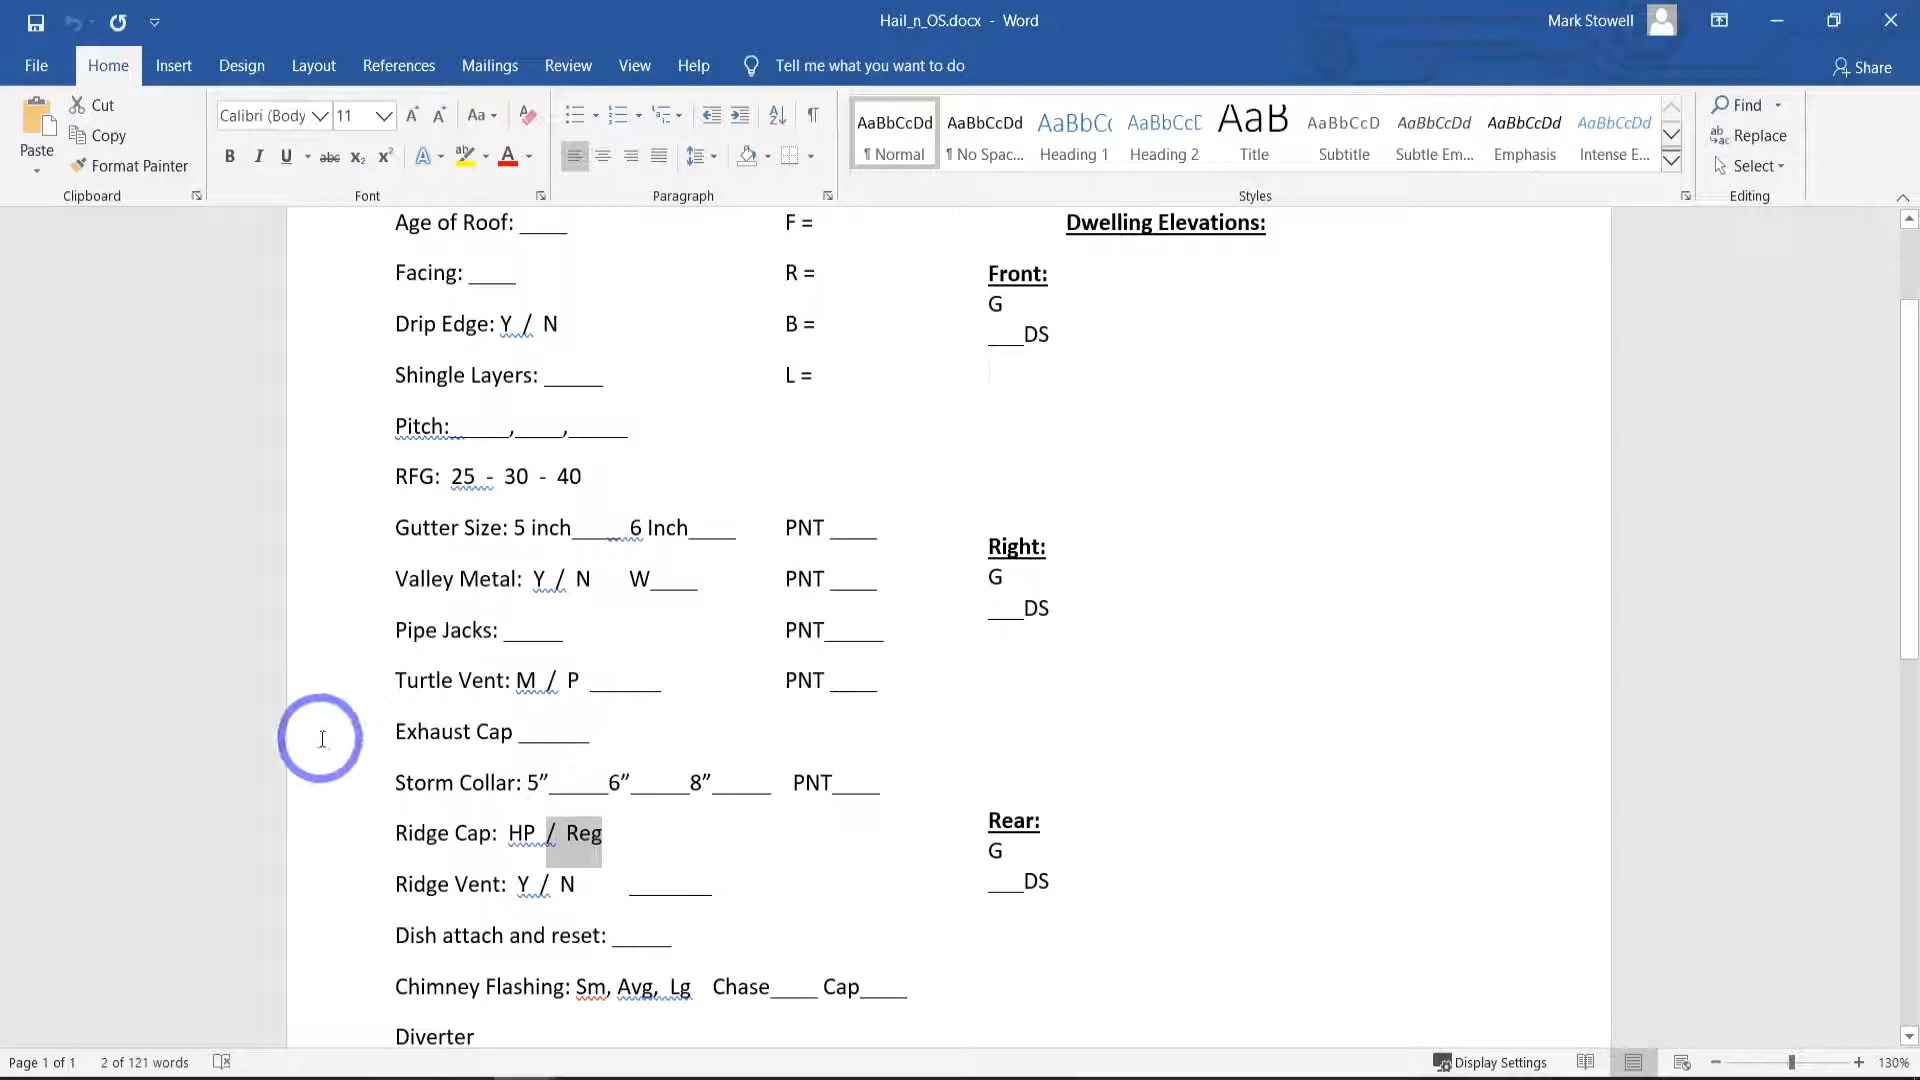 Hail_n_OS.docx - Word
Mark Stowell
File Home Insert Design Layout References Mailings Review View Help Tell me what you want to do Share
Paste
Cut
Copy
Format Painter
Clipboard
Calibri (Body 11
Aa
B I U abc X2 X2 A A
Font
Paragraph
AaBbCcDd AaBbCcDd AaBbC( AaBbCcD AaB AaBbCcD AaBbCcDd AaBbCcDd AaBbCcDd
¶ Normal ¶ No Spac... Heading 1 Heading 2 Title Subtitle Subtle Em... Emphasis Intense E...
Styles
Find
Replace
Select
Editing
Age of Roof: ____ F = Dwelling Elevations:
Facing: ____ R = Front:
G
Drip Edge: Y / N B =
___DS
Shingle Layers: _____ L =
Pitch:_____,____,_____
RFG: 25 - 30 - 40
Gutter Size: 5 inch____ 6 Inch____ PNT ____
Right:
Valley Metal: Y / N W____ PNT ____
G
___DS
Pipe Jacks: _____ PNT_____
Turtle Vent: M / P ______ PNT ____
Exhaust Cap ______
Storm Collar: 5”_____6”_____8”_____ PNT____
Ridge Cap: HP / Reg
Rear:
G
Ridge Vent: Y / N _______
___DS
Dish attach and reset: _____
Chimney Flashing: Sm, Avg, Lg Chase____ Cap____
Diverter
Page 1 of 1 2 of 121 words Display Settings 130%